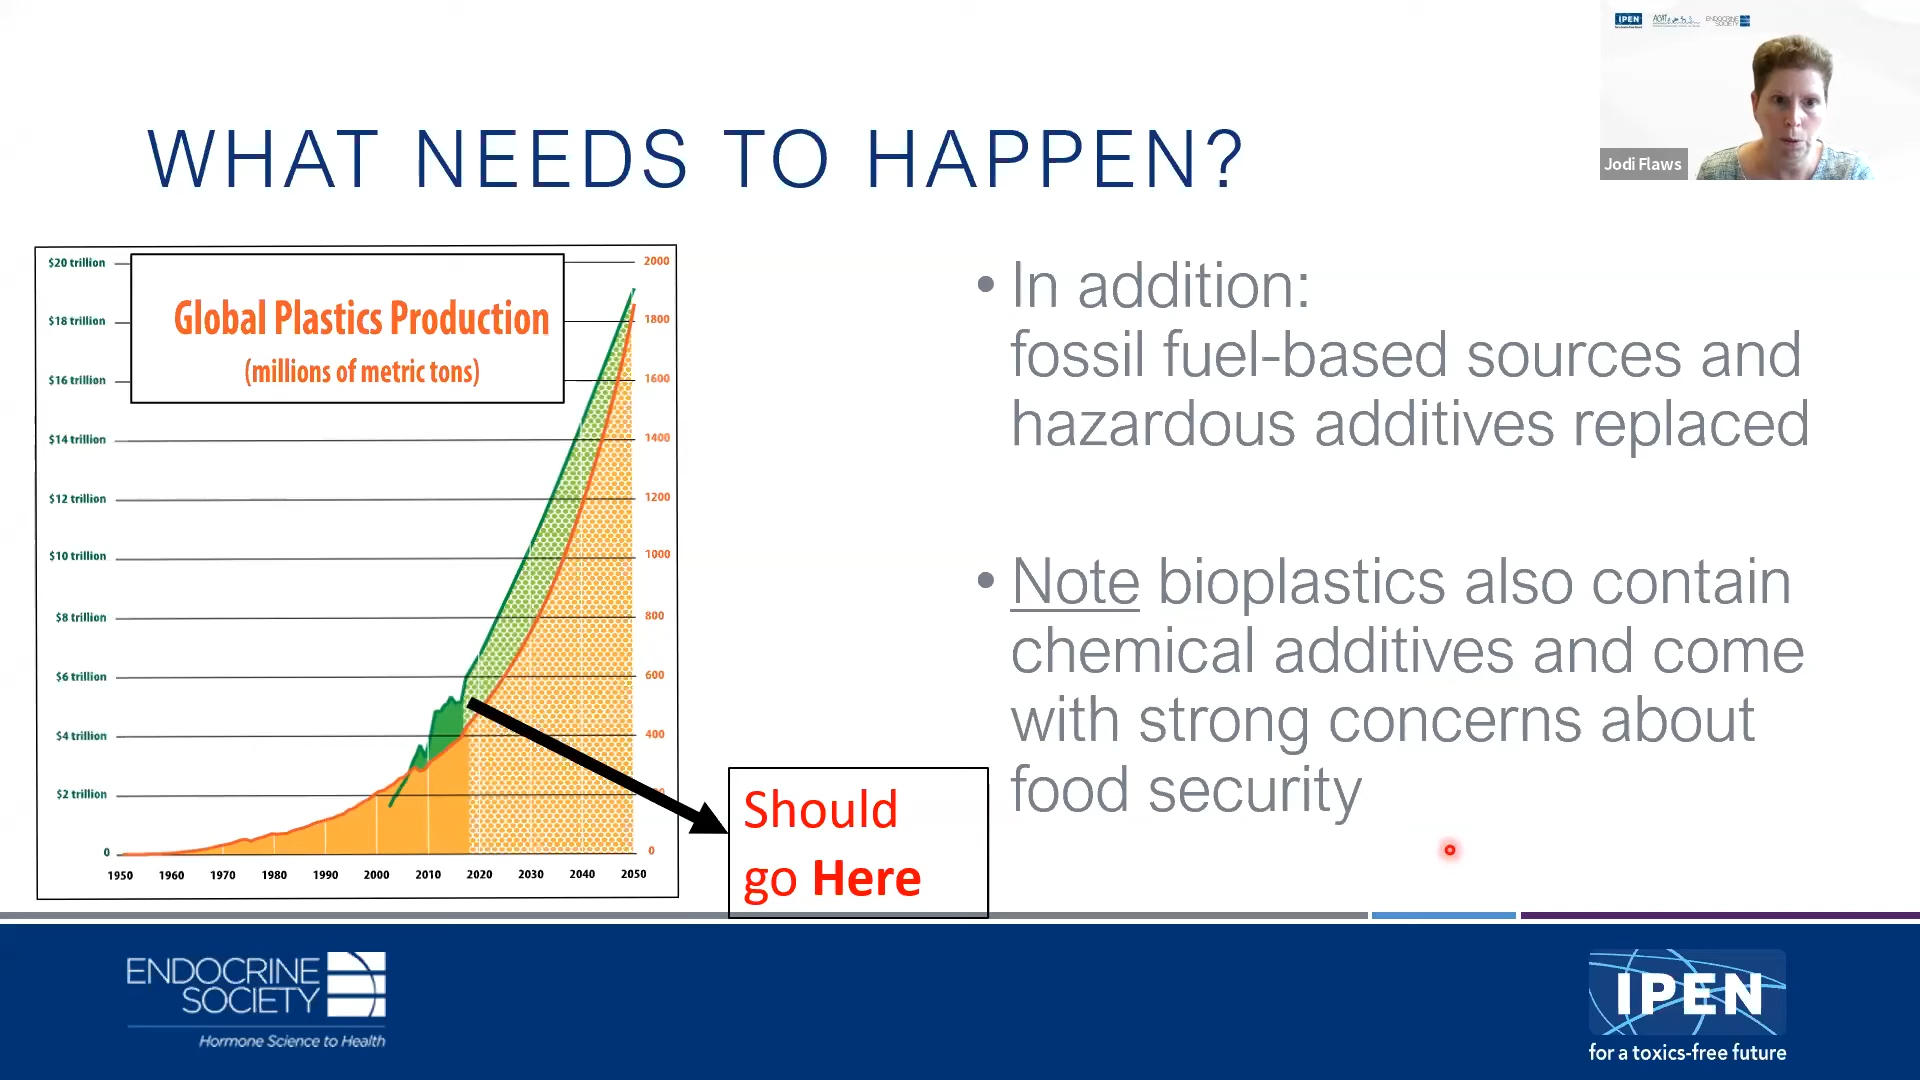 IPEN
ENDOCRINE
SOCIETY
Jodi Flaws
WHAT NEEDS TO HAPPEN?
Global Plastics Production
(millions of metric tons)
$20 trillion
$18 trillion
$16 trillion
$14 trillion
$12 trillion
$10 trillion
$8 trillion
$6 trillion
$4 trillion
$2 trillion
0
2000
1800
1600
1400
1200
1000
800
600
400
0
1950 1960 1970 1980 1990 2000 2010 2020 2030 2040 2050
Should
go Here
• In addition:
fossil fuel-based sources and
hazardous additives replaced
• Note bioplastics also contain
chemical additives and come
with strong concerns about
food security
ENDOCRINE
SOCIETY
Hormone Science to Health
IPEN
for a toxics-free future